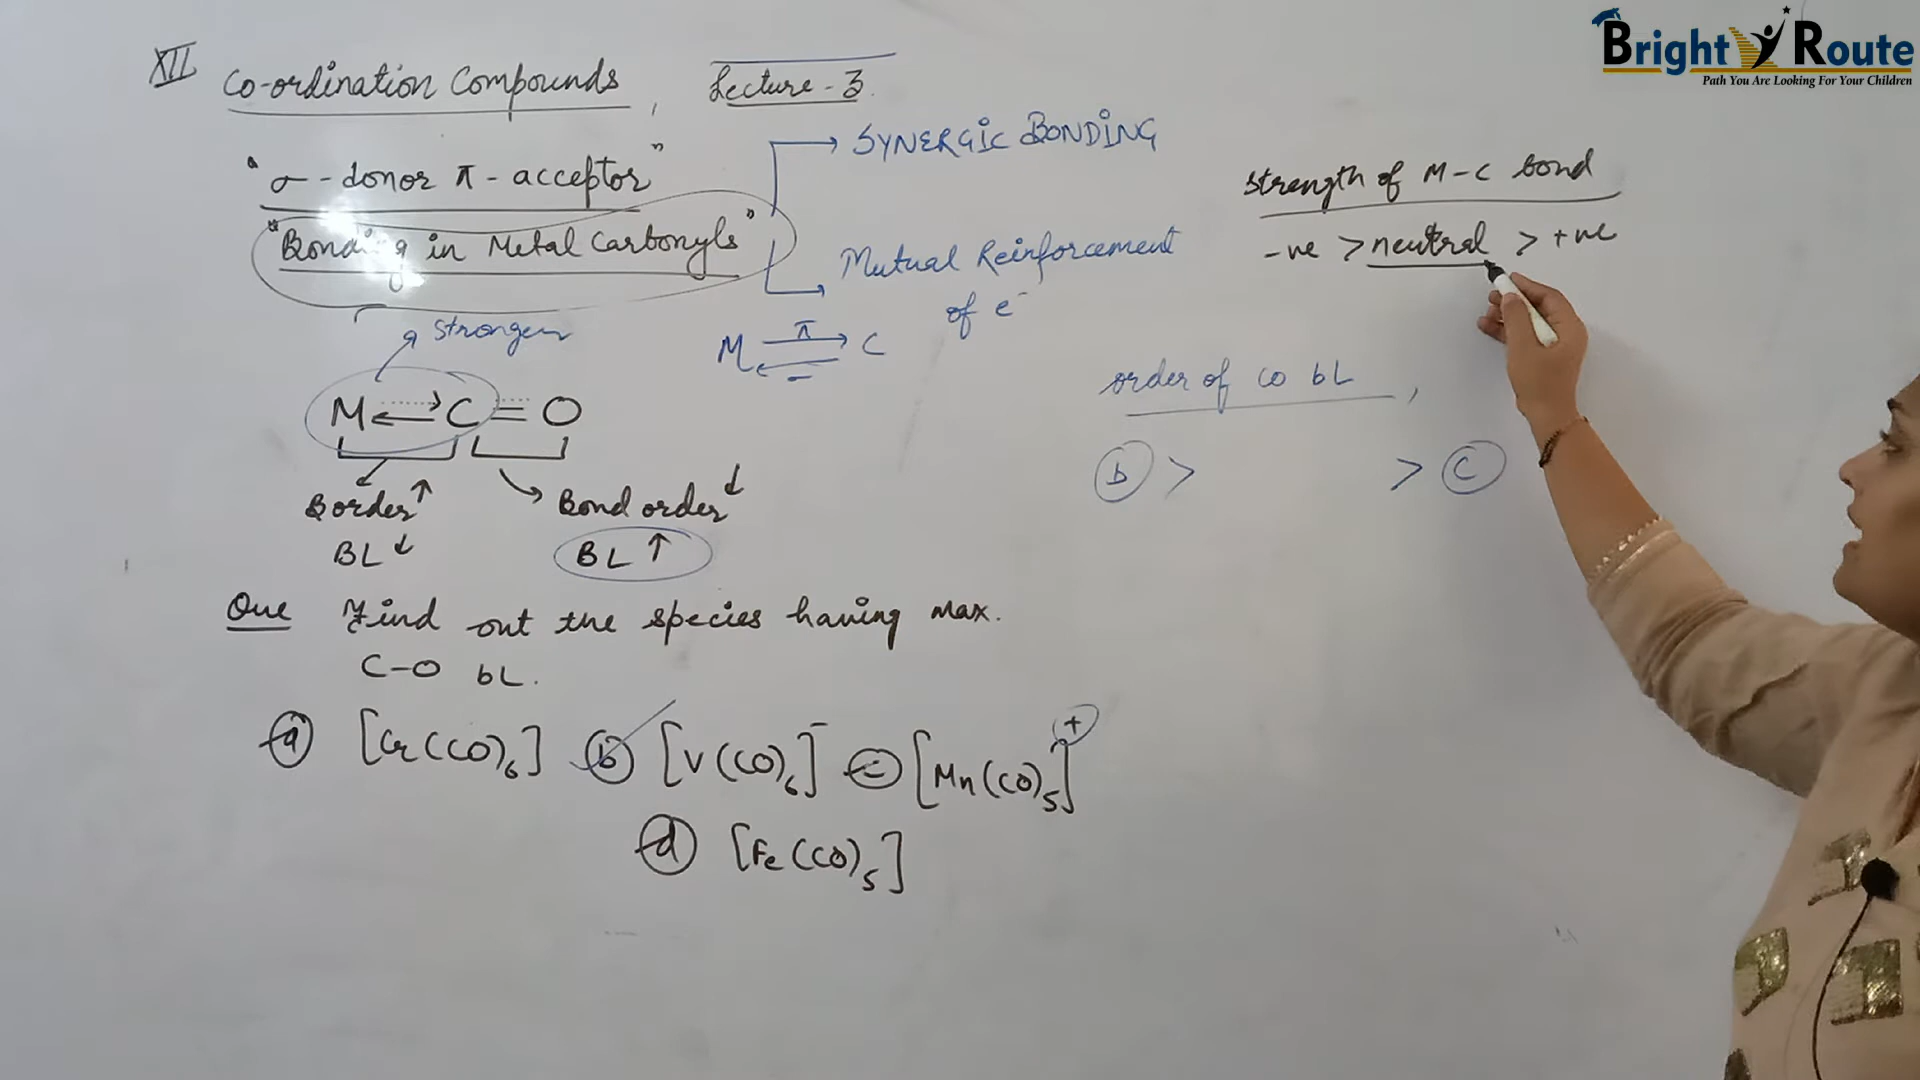 Bright Route
Path You Are Looking For Your Children
XII Co-ordination Compounds, Lecture-3.
"σ-donor π-acceptor"
"Bonding in Metal Carbonyls"
SYNERGIC BONDING
Mutual Reinforcement
of e⁻
M π C
stronger
M C = O
B order ↑
BL ↓
Bond order ↓
BL ↑
Strength of M-C bond
-ve > neutral > +ve
order of CO bL,
b > > c
Que Find out the species having max.
C-O bL.
a [Cr(CO)₆] b [V(CO)₆]⁻ c [Mn(CO)₅]⁺
d [Fe(CO)₅]